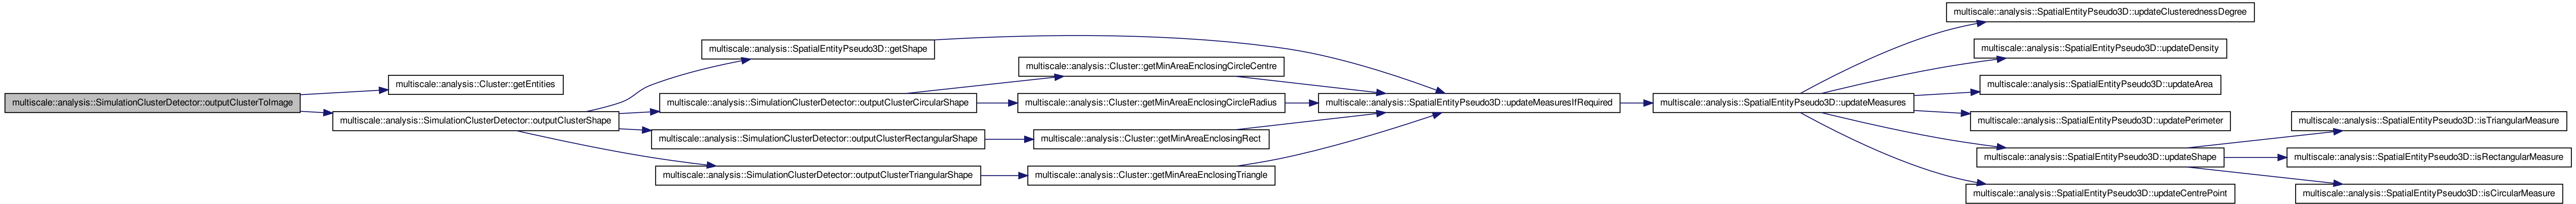 multiscale::analysis::SimulationClusterDetector::outputClusterToImage
multiscale::analysis::Cluster::getEntities
multiscale::analysis::SimulationClusterDetector::outputClusterShape
multiscale::analysis::SpatialEntityPseudo3D::getShape
multiscale::analysis::SimulationClusterDetector::outputClusterCircularShape
multiscale::analysis::SimulationClusterDetector::outputClusterRectangularShape
multiscale::analysis::SimulationClusterDetector::outputClusterTriangularShape
multiscale::analysis::Cluster::getMinAreaEnclosingCircleCentre
multiscale::analysis::Cluster::getMinAreaEnclosingCircleRadius
multiscale::analysis::Cluster::getMinAreaEnclosingRect
multiscale::analysis::Cluster::getMinAreaEnclosingTriangle
multiscale::analysis::SpatialEntityPseudo3D::updateMeasuresIfRequired
multiscale::analysis::SpatialEntityPseudo3D::updateMeasures
multiscale::analysis::SpatialEntityPseudo3D::updateClusterednessDegree
multiscale::analysis::SpatialEntityPseudo3D::updateDensity
multiscale::analysis::SpatialEntityPseudo3D::updateArea
multiscale::analysis::SpatialEntityPseudo3D::updatePerimeter
multiscale::analysis::SpatialEntityPseudo3D::updateShape
multiscale::analysis::SpatialEntityPseudo3D::updateCentrePoint
multiscale::analysis::SpatialEntityPseudo3D::isTriangularMeasure
multiscale::analysis::SpatialEntityPseudo3D::isRectangularMeasure
multiscale::analysis::SpatialEntityPseudo3D::isCircularMeasure